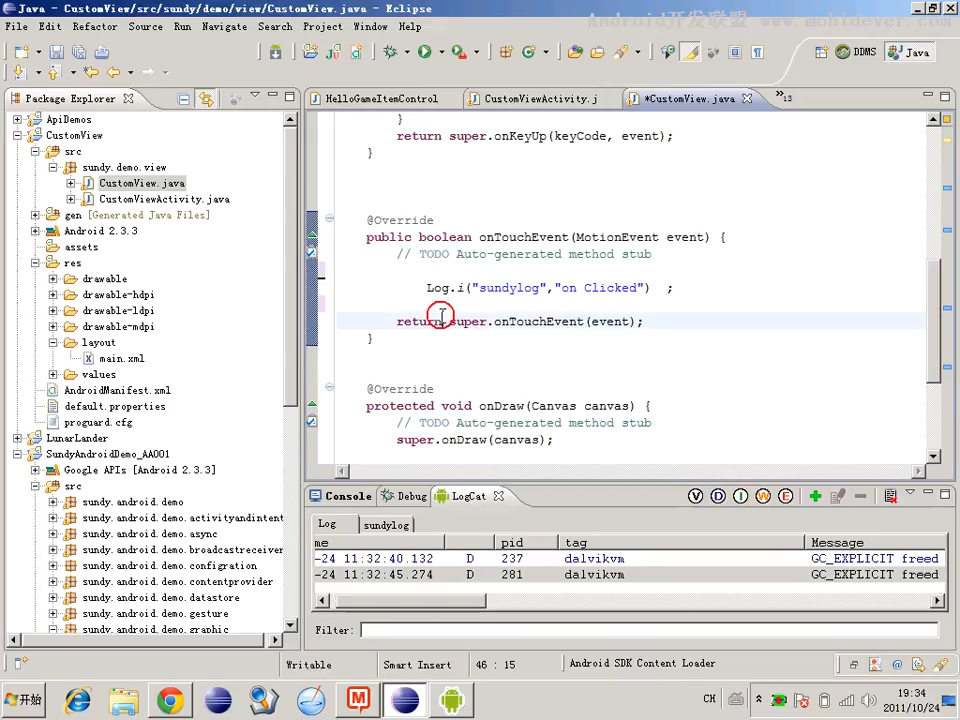 Java - CustomView/src/sundy/demo/view/CustomView.java - Eclipse
Android开发联盟 www.mobidever.com
File Edit Refactor Source Run Navigate Search Project Window Help
DDMS Java
Package Explorer
HelloGameItemControl CustomViewActivity.j *CustomView.java »13
ApiDemos
CustomView
src
sundy.demo.view
CustomView.java
CustomViewActivity.java
gen [Generated Java Files]
Android 2.3.3
assets
res
drawable
drawable-hdpi
drawable-ldpi
drawable-mdpi
layout
main.xml
values
AndroidManifest.xml
default.properties
proguard.cfg
LunarLander
SundyAndroidDemo_AA001
Google APIs [Android 2.3.3]
src
sundy.android.demo
sundy.android.demo.activityandintent
sundy.android.demo.async
sundy.android.demo.broadcastreceiver
sundy.android.demo.configration
sundy.android.demo.contentprovider
sundy.android.demo.datastore
sundy.android.demo.gesture
sundy.android.demo.graphic
}
return super.onKeyUp(keyCode, event);
}
@Override
public boolean onTouchEvent(MotionEvent event) {
// TODO Auto-generated method stub
Log.i("sundylog","on Clicked") ;
return super.onTouchEvent(event);
}
@Override
protected void onDraw(Canvas canvas) {
// TODO Auto-generated method stub
super.onDraw(canvas);
Console Debug LogCat
V D I W E
Log sundylog
me pid tag Message
-24 11:32:40.132 D 237 dalvikvm GC_EXPLICIT freed
-24 11:32:45.274 D 281 dalvikvm GC_EXPLICIT freed
Filter:
Writable Smart Insert 46 : 15 Android SDK Content Loader
开始
CH
19:34
2011/10/24